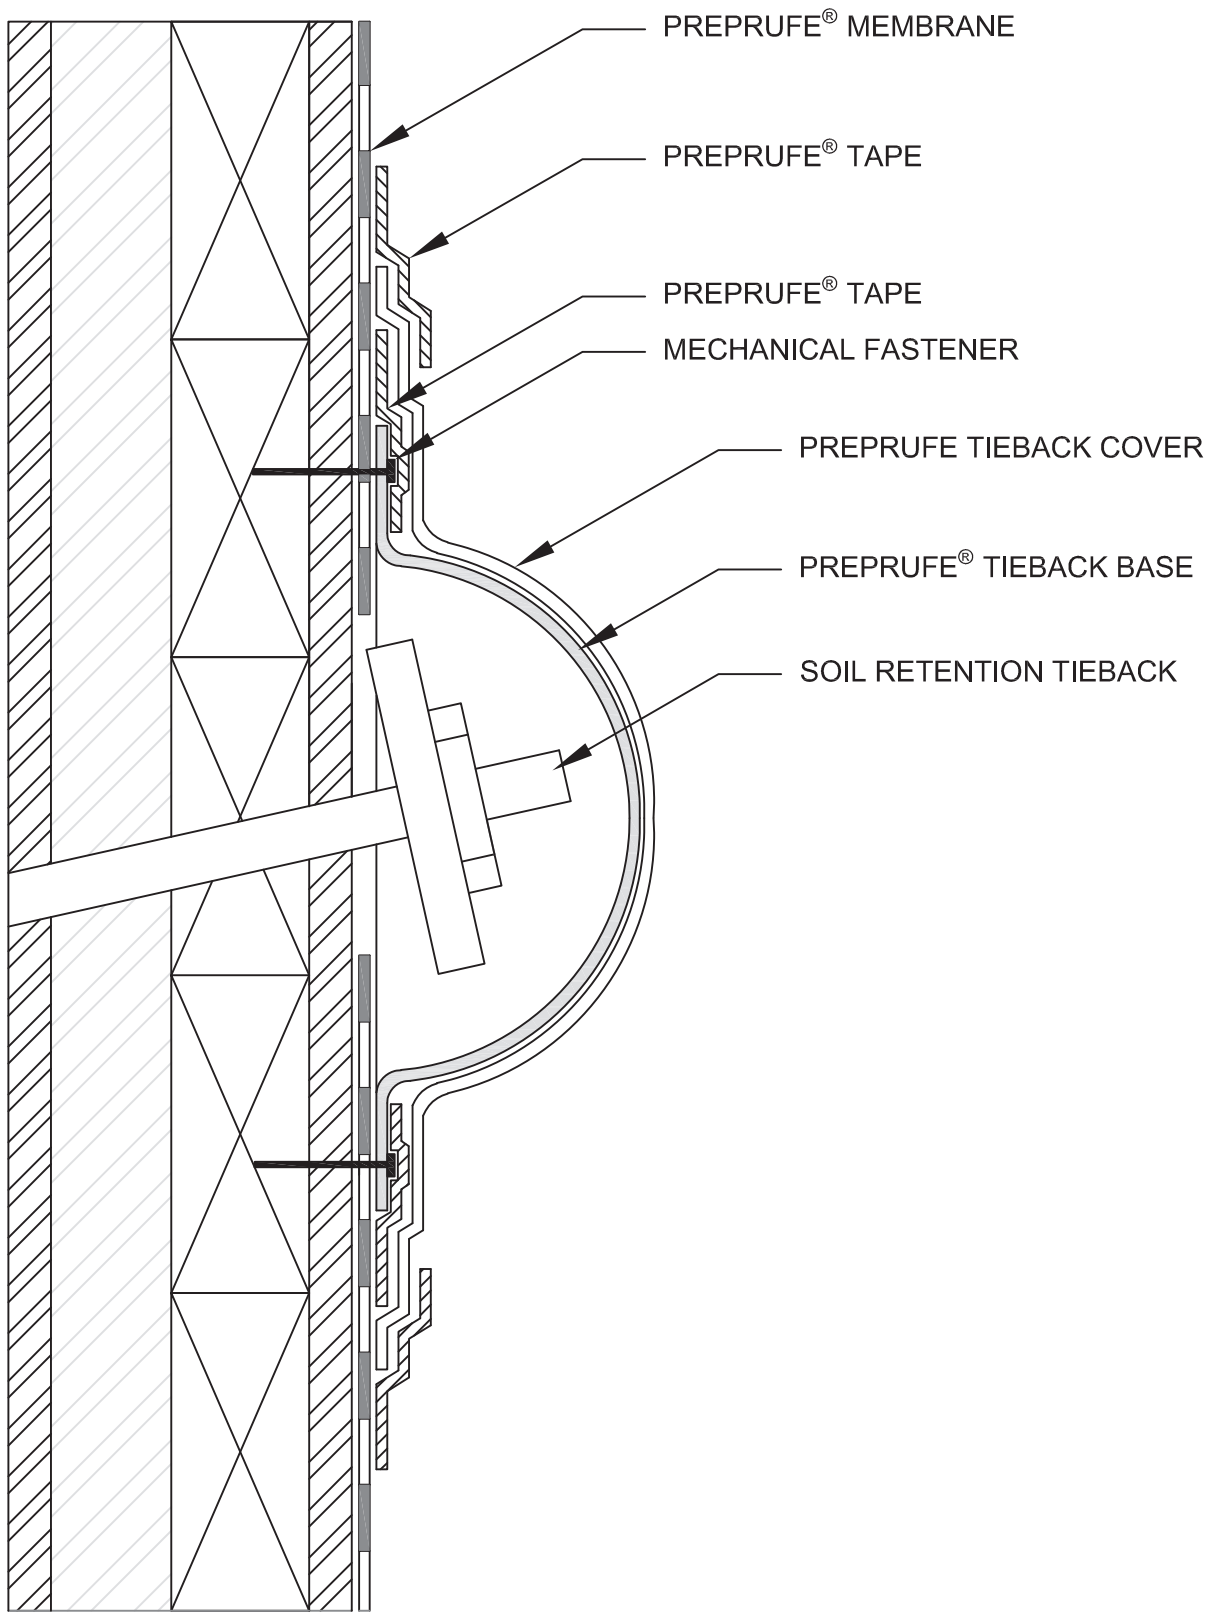 PREPRUFE® MEMBRANE
PREPRUFE® TAPE
PREPRUFE® TAPE
MECHANICAL FASTENER
PREPRUFE TIEBACK COVER
PREPRUFE® TIEBACK BASE
SOIL RETENTION TIEBACK